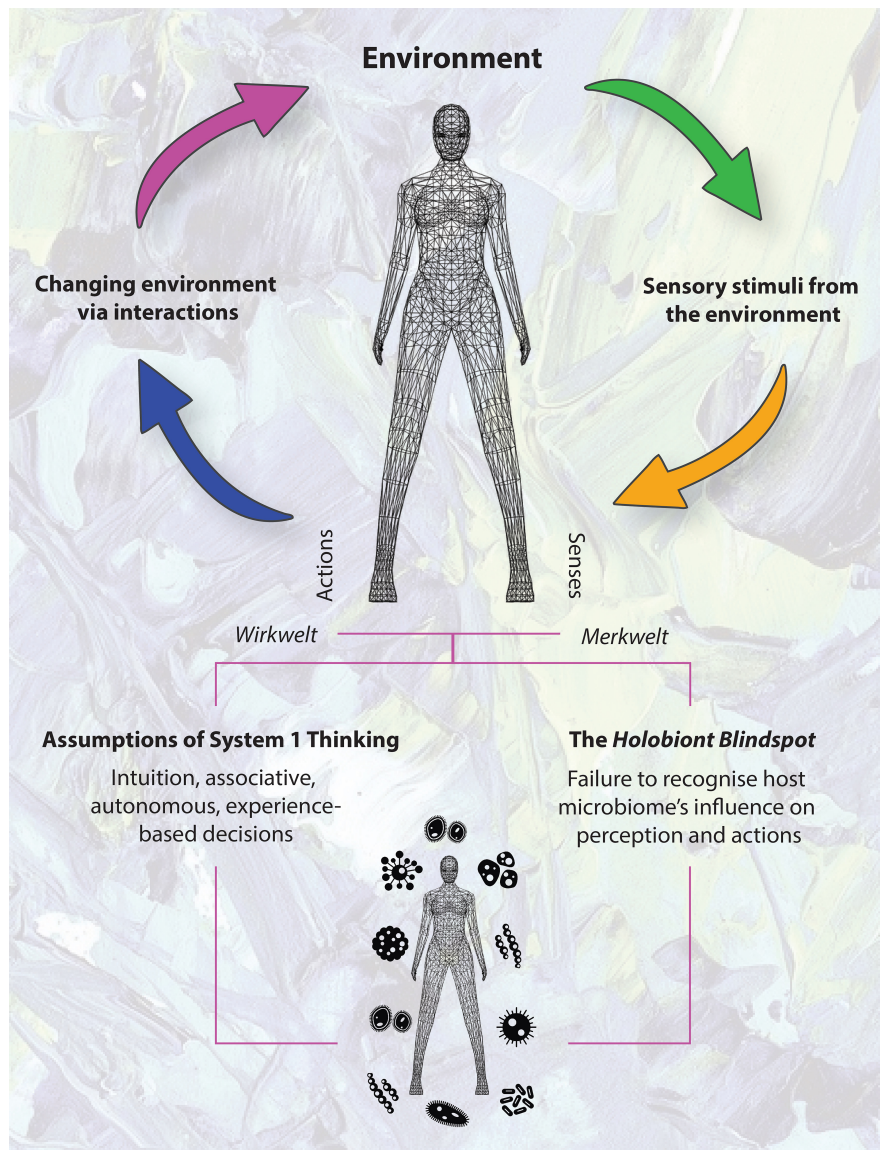 Environment
Changing environment
via interactions
Sensory stimuli from
the environment
Actions
Senses
Wirkwelt
Merkwelt
Assumptions of System 1 Thinking
Intuition, associative,
autonomous, experience-
based decisions
The Holobiont Blindspot
Failure to recognise host
microbiome's influence on
perception and actions